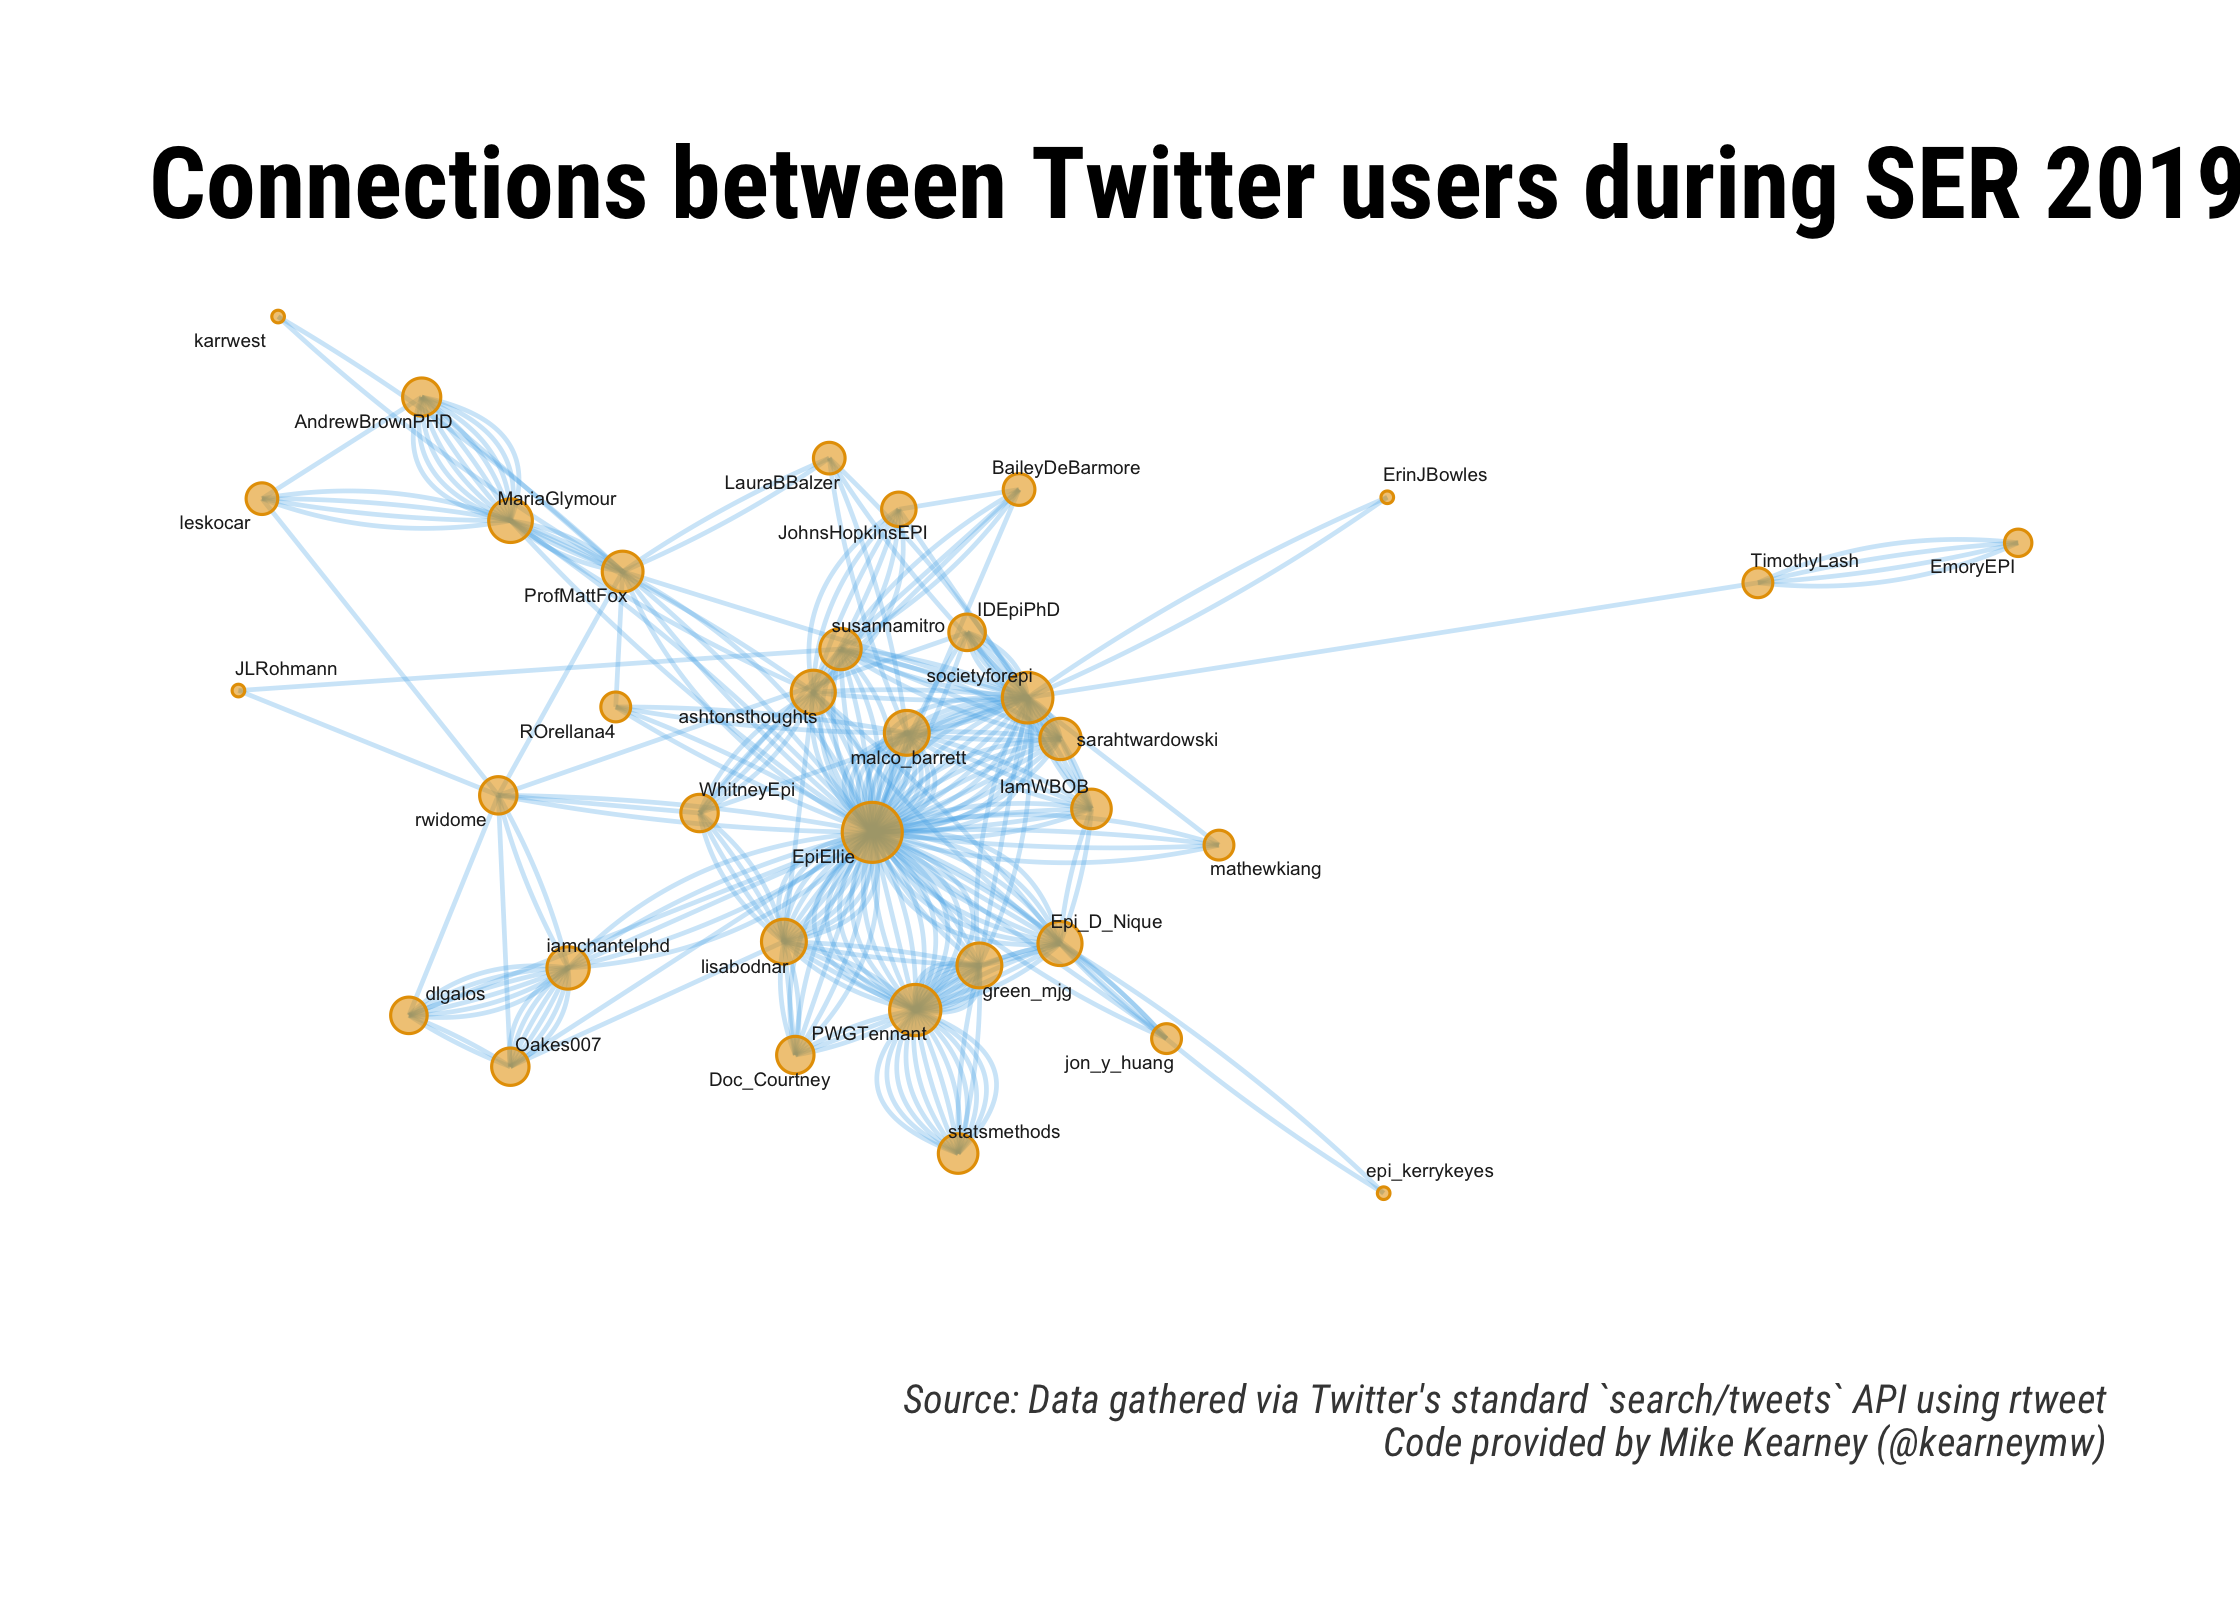 Connections between Twitter users during SER 2019
karrwest
AndrewBrownPHD
BaileyDeBarmore
ErinJBowles
LauraBBalzer
MariaGlymour
leskocar
JohnsHopkinsEPI
TimothyLash
EmoryEPI
ProfMattFox
IDEpiPhD
susannamitro
JLRohmann
societyforepi
ashtonsthoughts
ROrellana4
sarahtwardowski
malco_barrett
IamWBOB
WhitneyEpi
rwidome
EpiEllie
mathewkiang
Epi_D_Nique
iamchantelphd
lisabodnar
green_mjg
dlgalos
PWGTennant
Oakes007
jon_y_huang
Doc_Courtney
statsmethods
epi_kerrykeyes
Source: Data gathered via Twitter's standard `search/tweets` API using rtweet
Code provided by Mike Kearney (@kearneymw)